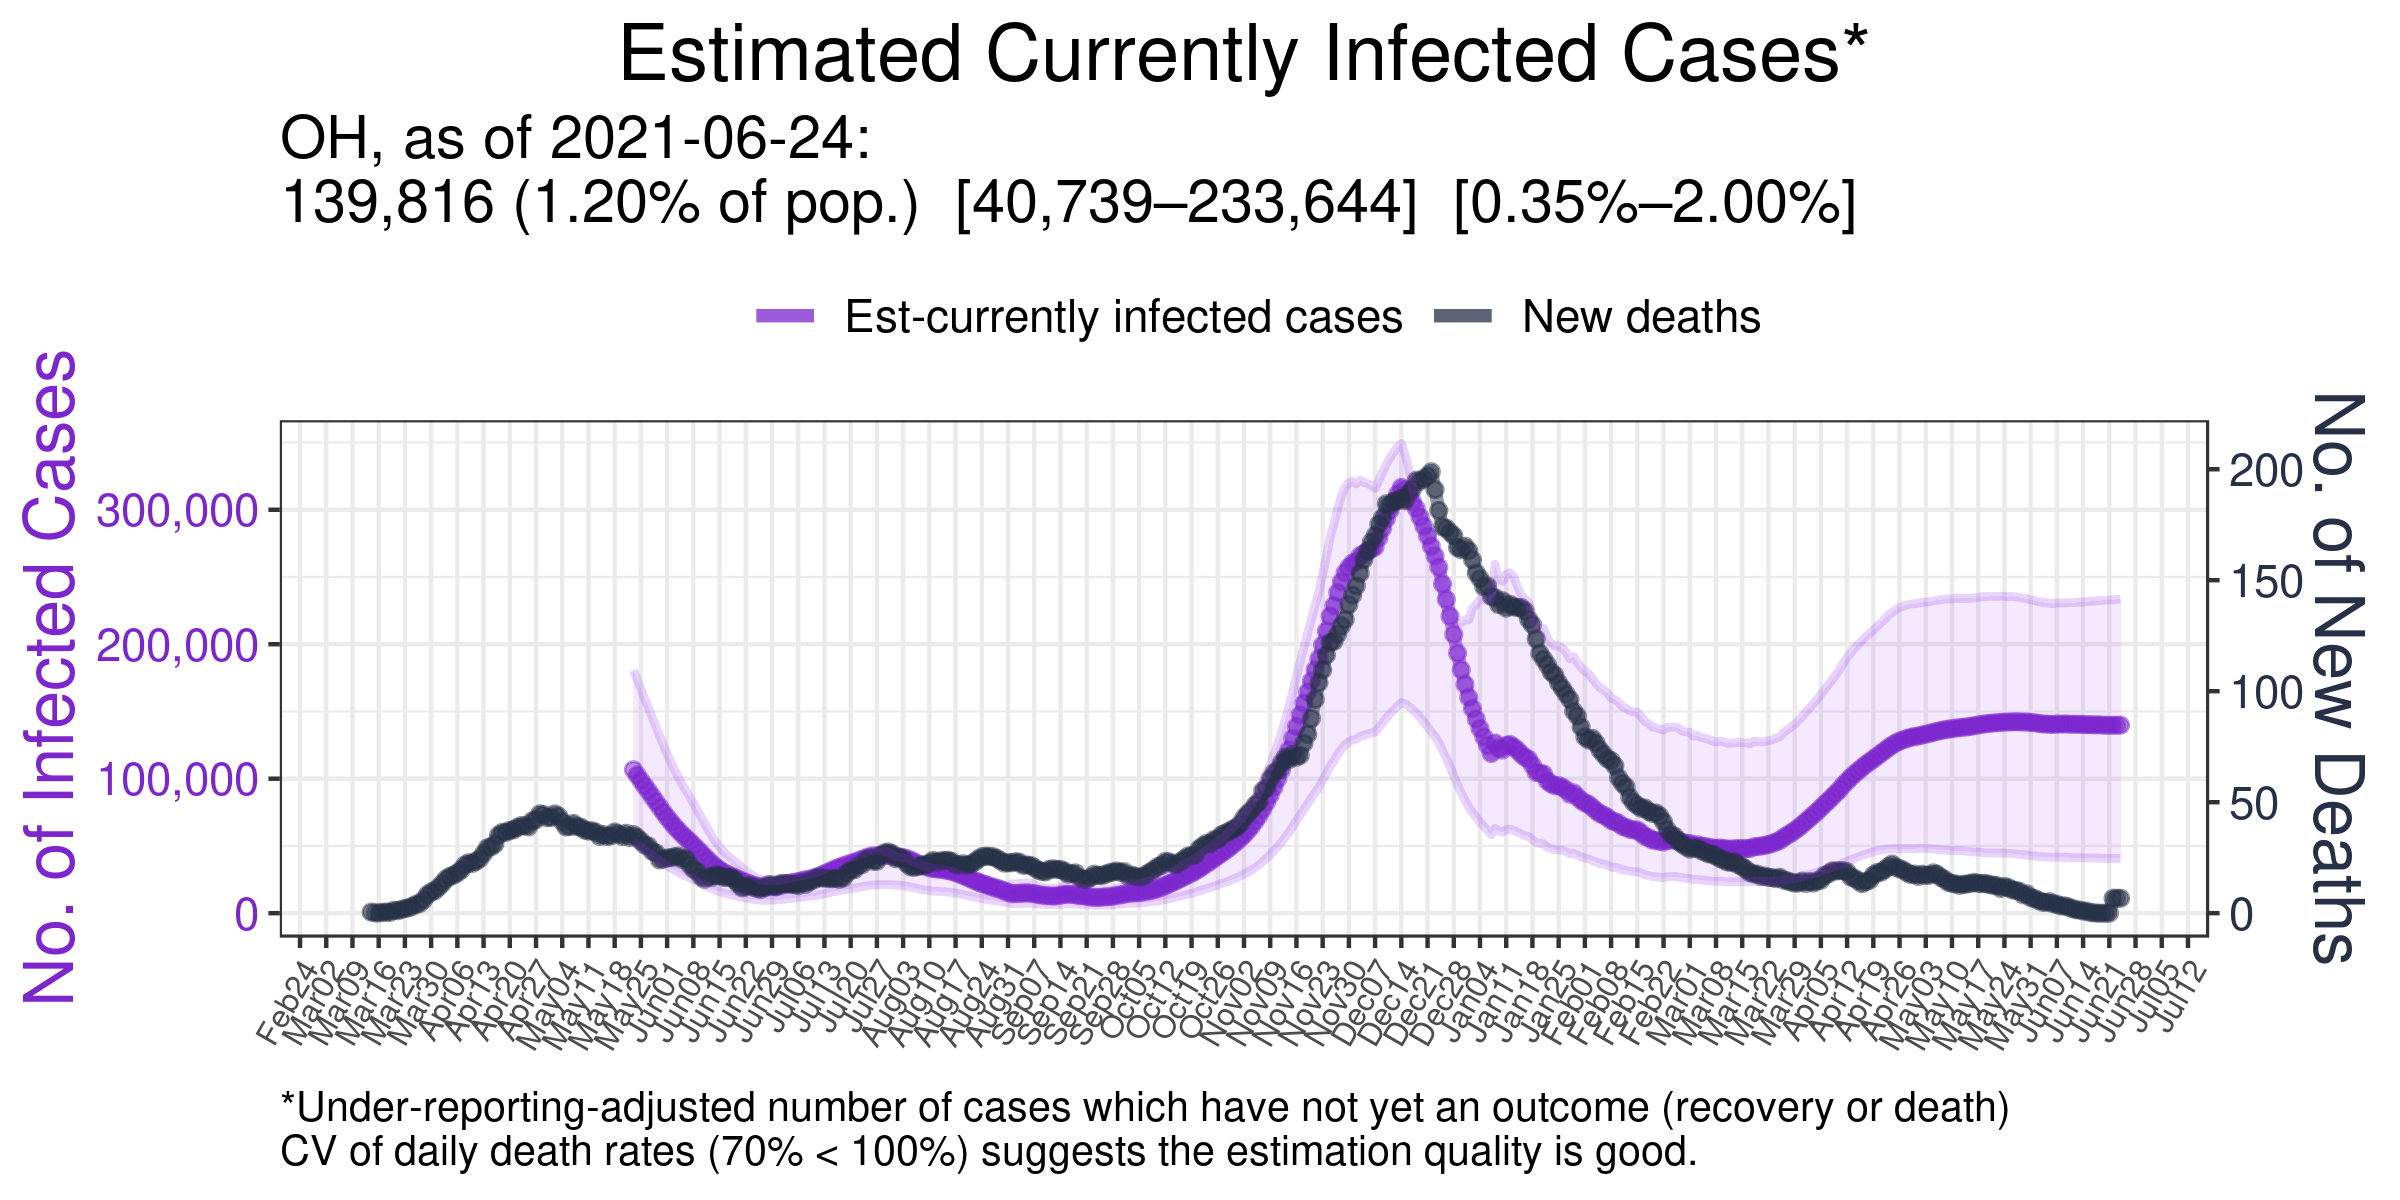 Estimated Currently Infected Cases*
OH, as of 2021-06-24:
139,816 (1.20% of pop.) [40,739–233,644] [0.35%–2.00%]
Est-currently infected cases New deaths
No. of Infected Cases
300,000
200,000
100,000
0
200
150
100
50
0
No. of New Deaths
Feb24 Mar02 Mar09 Mar16 Mar23 Mar30 Apr06 Apr13 Apr20 Apr27 May04 May11 May18 May25 Jun01 Jun08 Jun15 Jun22 Jun29 Jul06 Jul13 Jul20 Jul27 Aug03 Aug10 Aug17 Aug24 Aug31 Sep07 Sep14 Sep21 Sep28 Oct05 Oct12 Oct19 Oct26 Nov02 Nov09 Nov16 Nov23 Nov30 Dec07 Dec14 Dec21 Dec28 Jan04 Jan11 Jan18 Jan25 Feb01 Feb08 Feb15 Feb22 Mar01 Mar08 Mar15 Mar22 Mar29 Apr05 Apr12 Apr19 Apr26 May03 May10 May17 May24 May31 Jun07 Jun14 Jun21 Jun28 Jul05 Jul12
*Under-reporting-adjusted number of cases which have not yet an outcome (recovery or death)
CV of daily death rates (70% < 100%) suggests the estimation quality is good.